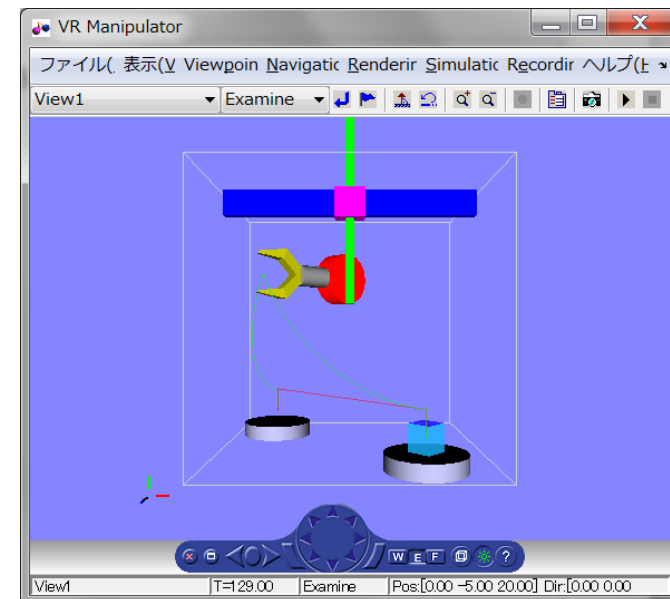 VR Manipulator
ファイル( 表示(V Viewpoin Navigatic Renderir Simulatic Recordir ヘルプ(H
View1 Examine
W E F ?
View1 T=129.00 Examine Pos:[0.00 -5.00 20.00] Dir:[0.00 0.00